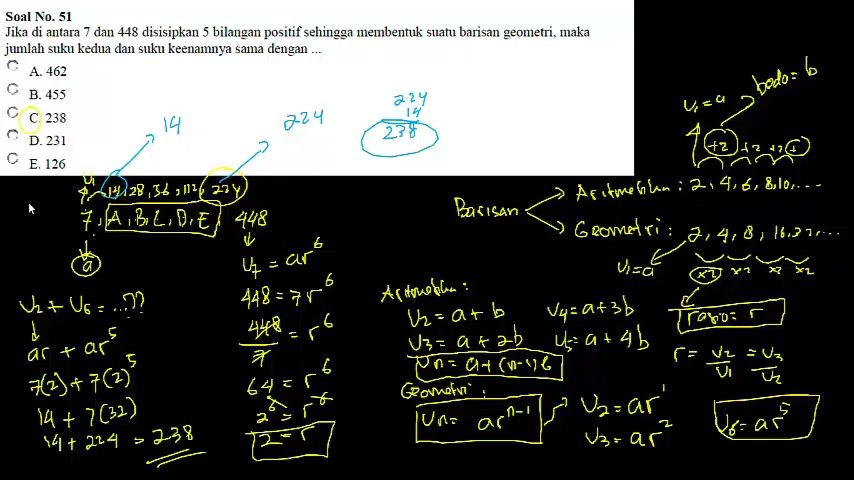 Soal No. 51
Jika di antara 7 dan 448 disisipkan 5 bilangan positif sehingga membentuk suatu barisan geometri, maka
jumlah suku kedua dan suku keenamnya sama dengan ...
A. 462
B. 455
C. 238
D. 231
E. 126
14
224
224
14
238
U₁
14, 28, 56, 112, 224
7, A, B, C, D, E, 448
a
U₂ + U₆ = ...??
ar + ar⁵
7(2) + 7(2)⁵
14 + 7(32)
14 + 224 = 238
U₇ = ar⁶
448 = 7r⁶
448/7 = r⁶
64 = r⁶
2⁶ = r⁶
2 = r
bedo = b
U₁ = a
+2 +2 +2 +
Barisan
Aritmetika : 2, 4, 6, 8, 10, ...
Geometri : 2, 4, 8, 16, 32, ...
U₁ = a
x2 x2 x2 x2
rasio = r
r = U₂/U₁ = U₃/U₂
Aritmetika :
U₂ = a + b
U₄ = a + 3b
U₃ = a + 2b
U₅ = a + 4b
Un = a + (n-1) b
Geometri :
Un = arⁿ⁻¹
U₂ = ar¹
U₃ = ar²
U₆ = ar⁵